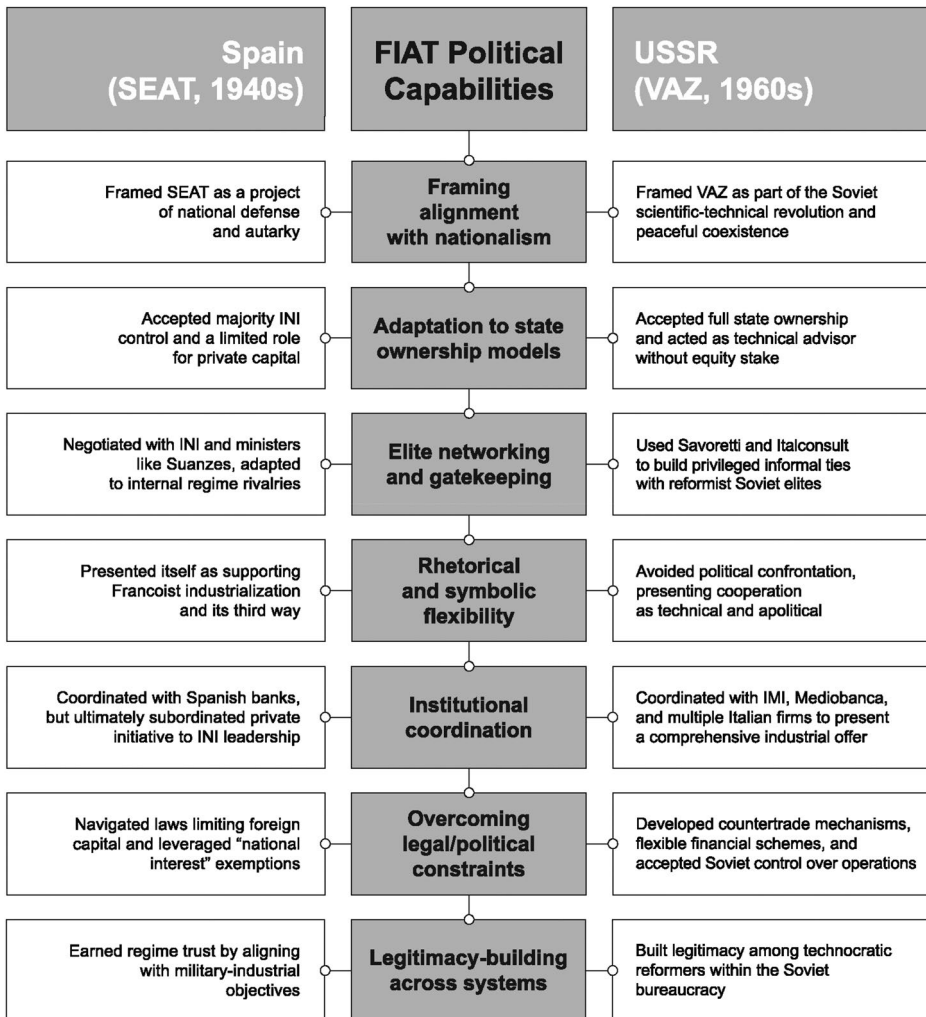 Spain
(SEAT, 1940s)
FIAT Political
Capabilities
USSR
(VAZ, 1960s)
Framed SEAT as a project
of national defense
and autarky
Framing
alignment
with nationalism
Framed VAZ as part of the Soviet
scientific-technical revolution and
peaceful coexistence
Accepted majority INI
control and a limited role
for private capital
Adaptation to state
ownership models
Accepted full state ownership
and acted as technical advisor
without equity stake
Negotiated with INI and ministers
like Suanzes, adapted
to internal regime rivalries
Elite networking
and gatekeeping
Used Savoretti and Italconsult
to build privileged informal ties
with reformist Soviet elites
Presented itself as supporting
Francoist industrialization
and its third way
Rhetorical
and symbolic
flexibility
Avoided political confrontation,
presenting cooperation
as technical and apolitical
Coordinated with Spanish banks,
but ultimately subordinated private
initiative to INI leadership
Institutional
coordination
Coordinated with IMI, Mediobanca,
and multiple Italian firms to present
a comprehensive industrial offer
Navigated laws limiting foreign
capital and leveraged “national
interest” exemptions
Overcoming
legal/political
constraints
Developed countertrade mechanisms,
flexible financial schemes, and
accepted Soviet control over operations
Earned regime trust by aligning
with military-industrial
objectives
Legitimacy-building
across systems
Built legitimacy among technocratic
reformers within the Soviet
bureaucracy